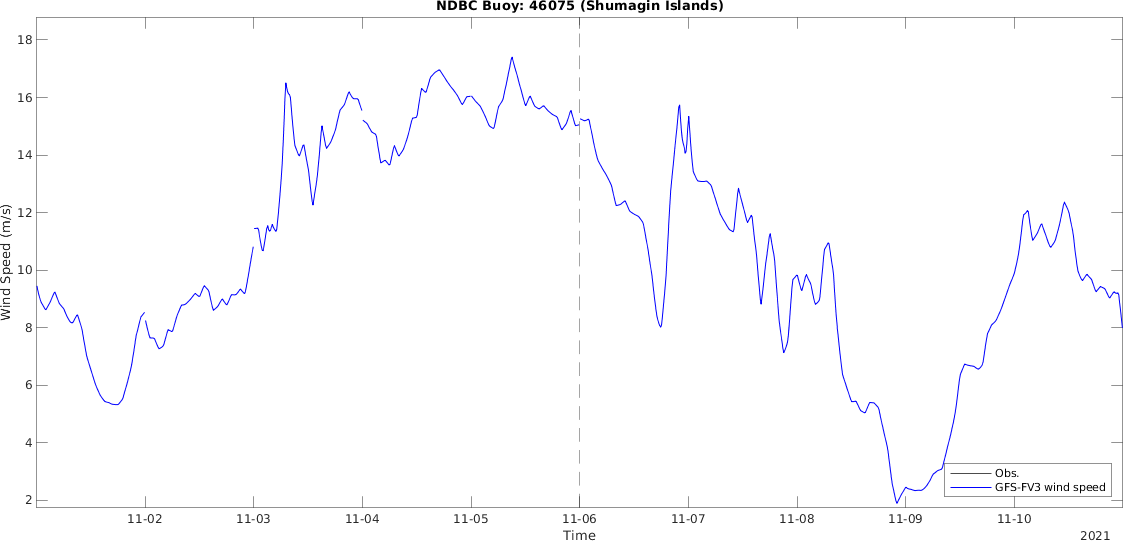 NDBC Buoy: 46075 (Shumagin Islands)
18
16
14
12
10
8
6
4
2
Wind Speed (m/s)
Obs.
GFS-FV3 wind speed
11-02 11-03 11-04 11-05 11-06 11-07 11-08 11-09 11-10
Time
2021